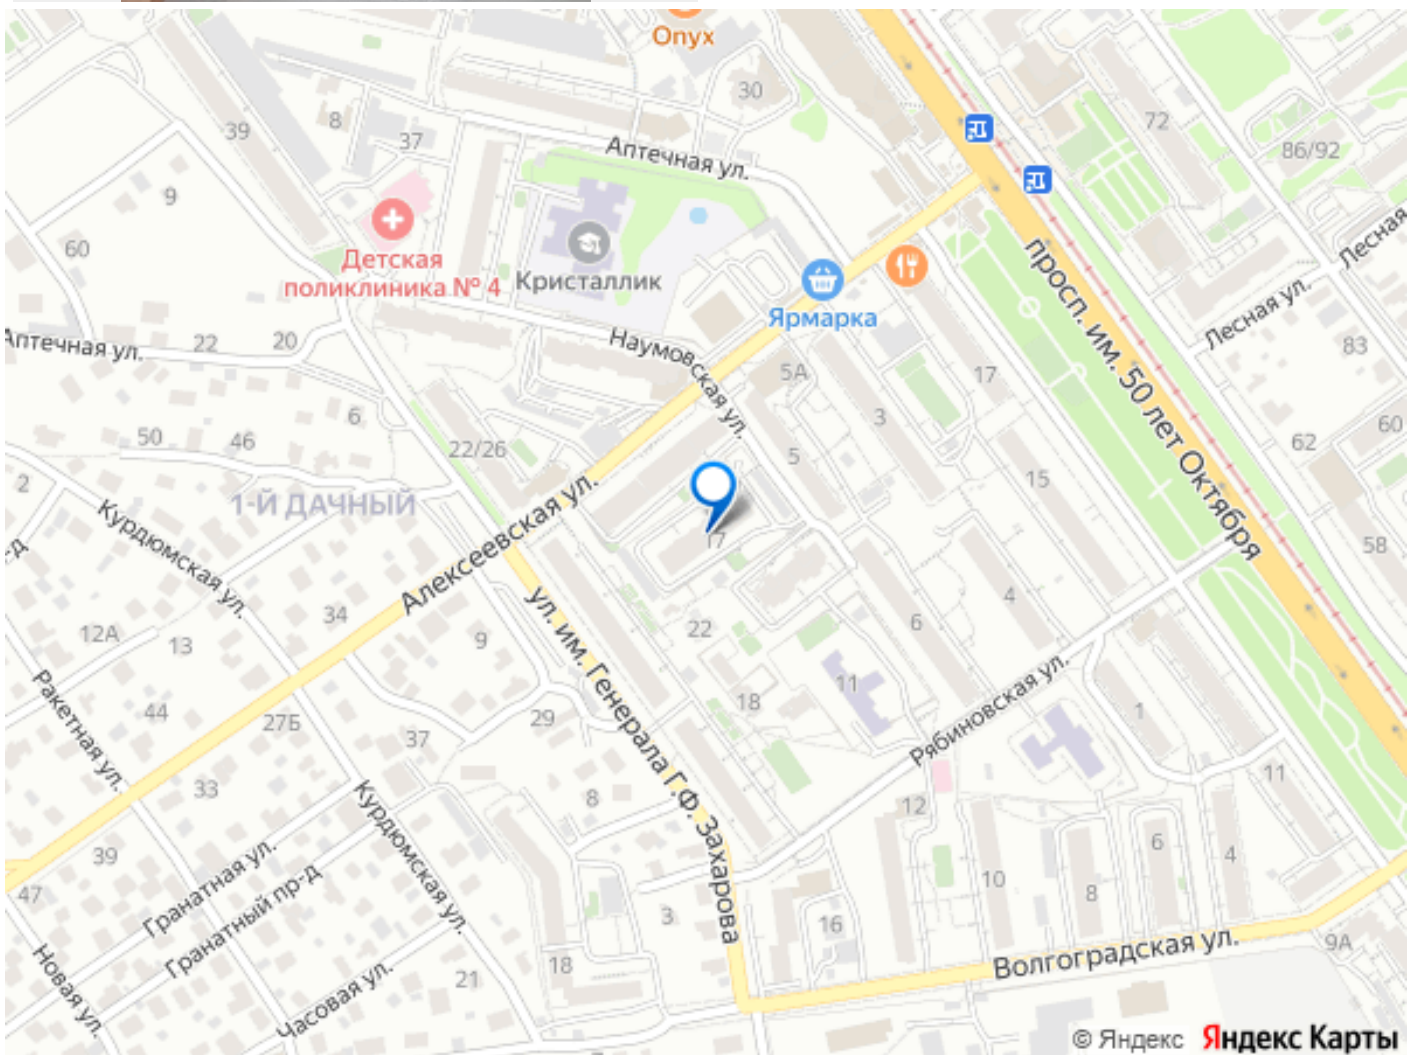 Опух
30
39
8
37
72
86/92
Аптечная ул.
9
60
Лесная
Детская
поликлиника № 4
Кристаллик
Ярмарка
просп. им. 50 лет Октября
Лесная ул.
Аптечная ул.
22
20
Наумовская ул.
5А
17
83
3
6
50
46
22/26
5
62
60
2
1-Й ДАЧНЫЙ
15
Курдюмская ул.
Алексеевская ул.
17
58
-д
34
12А
13
9
22
6
4
ул. им. Генерала Г.Ф. Захарова
Ракетная ул.
44
27Б
37
29
18
11
Рябиновская ул.
1
33
8
12
11
Курдюмская ул.
39
47
Гранатная ул.
Гранатный пр-д
3
16
10
8
6
4
Новая ул.
Часовая ул.
21
18
Волгоградская ул.
9А
© Яндекс Яндекс Карты